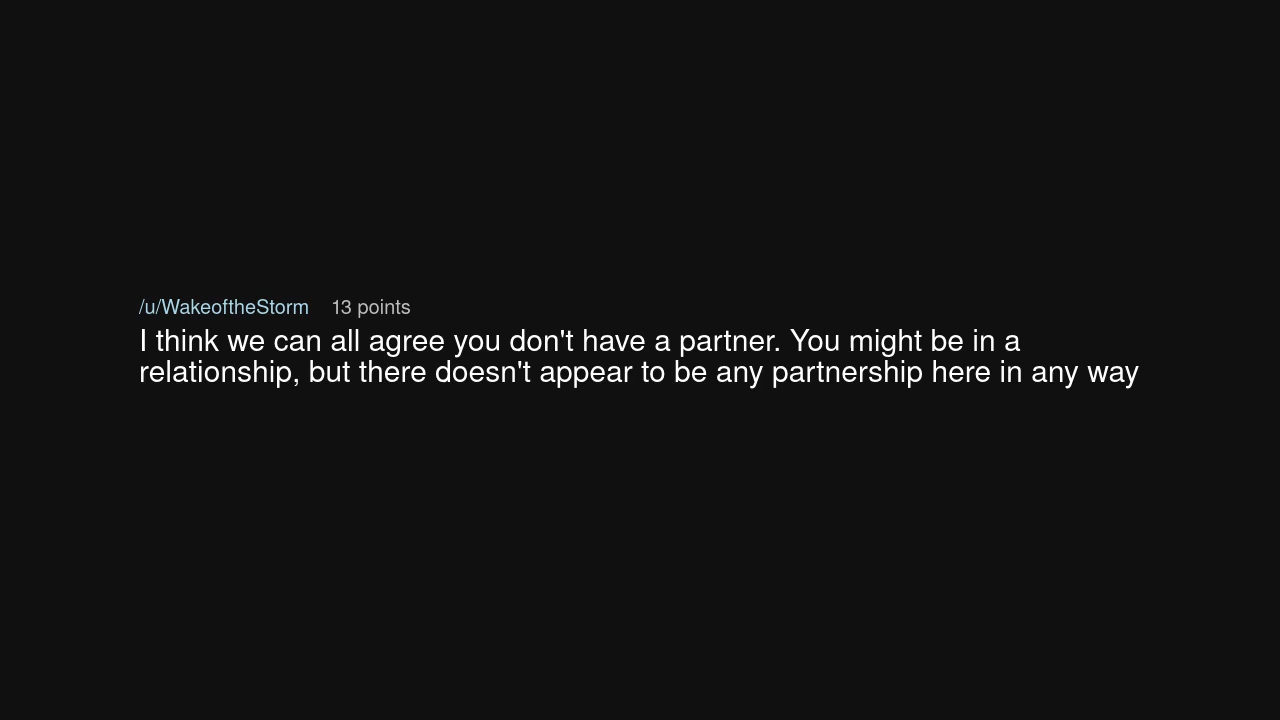 /u/WakeoftheStorm 13 points
I think we can all agree you don't have a partner. You might be in a
relationship, but there doesn't appear to be any partnership here in any way